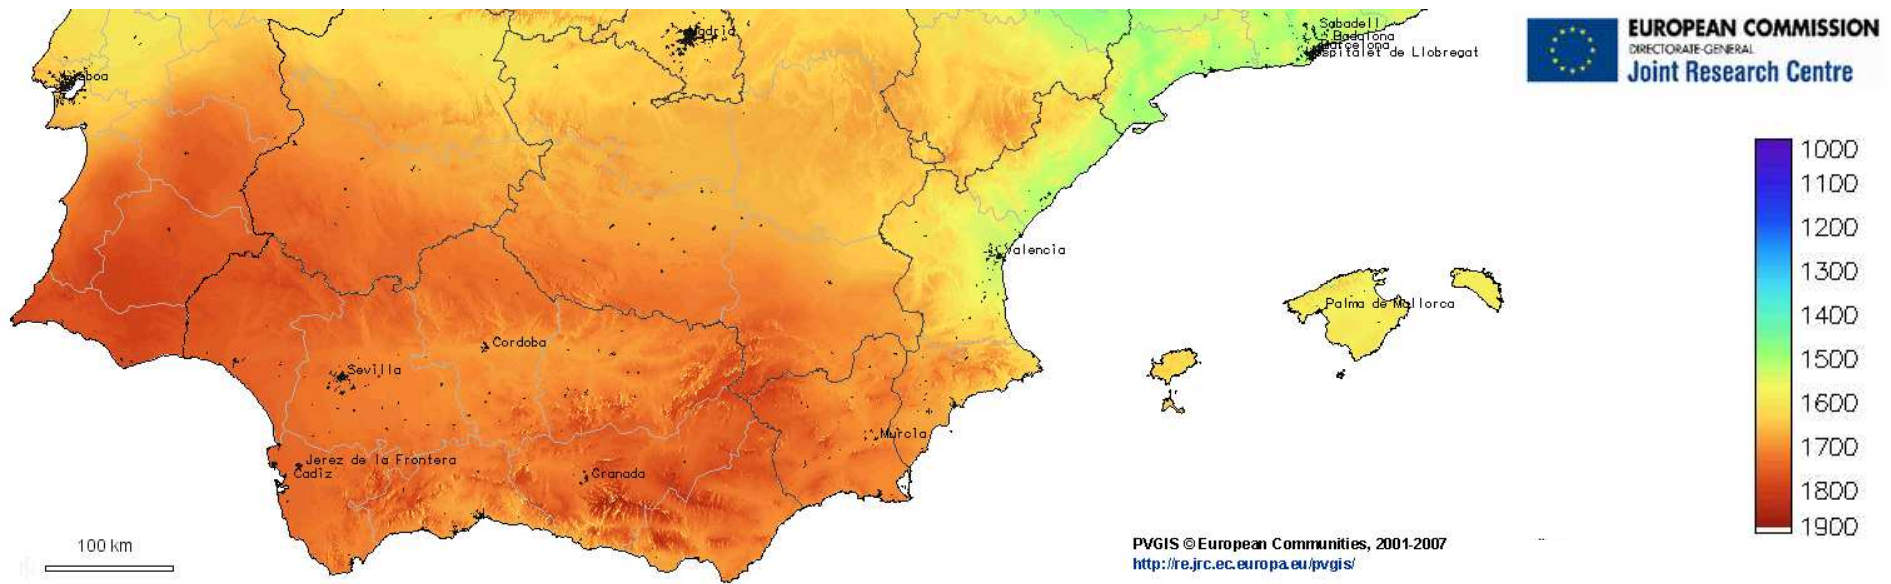 Sabadell
Badalona
Barcelona
Hospitalet de Llobregat
Madrid
Lisboa
EUROPEAN COMMISSION
DIRECTORATE-GENERAL
Joint Research Centre
1000
1100
1200
1300
1400
1500
1600
1700
1800
1900
Valencia
Palma de Mallorca
Cordoba
Sevilla
Murcia
Jerez de la Frontera
Cadiz
Granada
100 km
PVGIS © European Communities, 2001-2007
http://re.jrc.ec.europa.eu/pvgis/